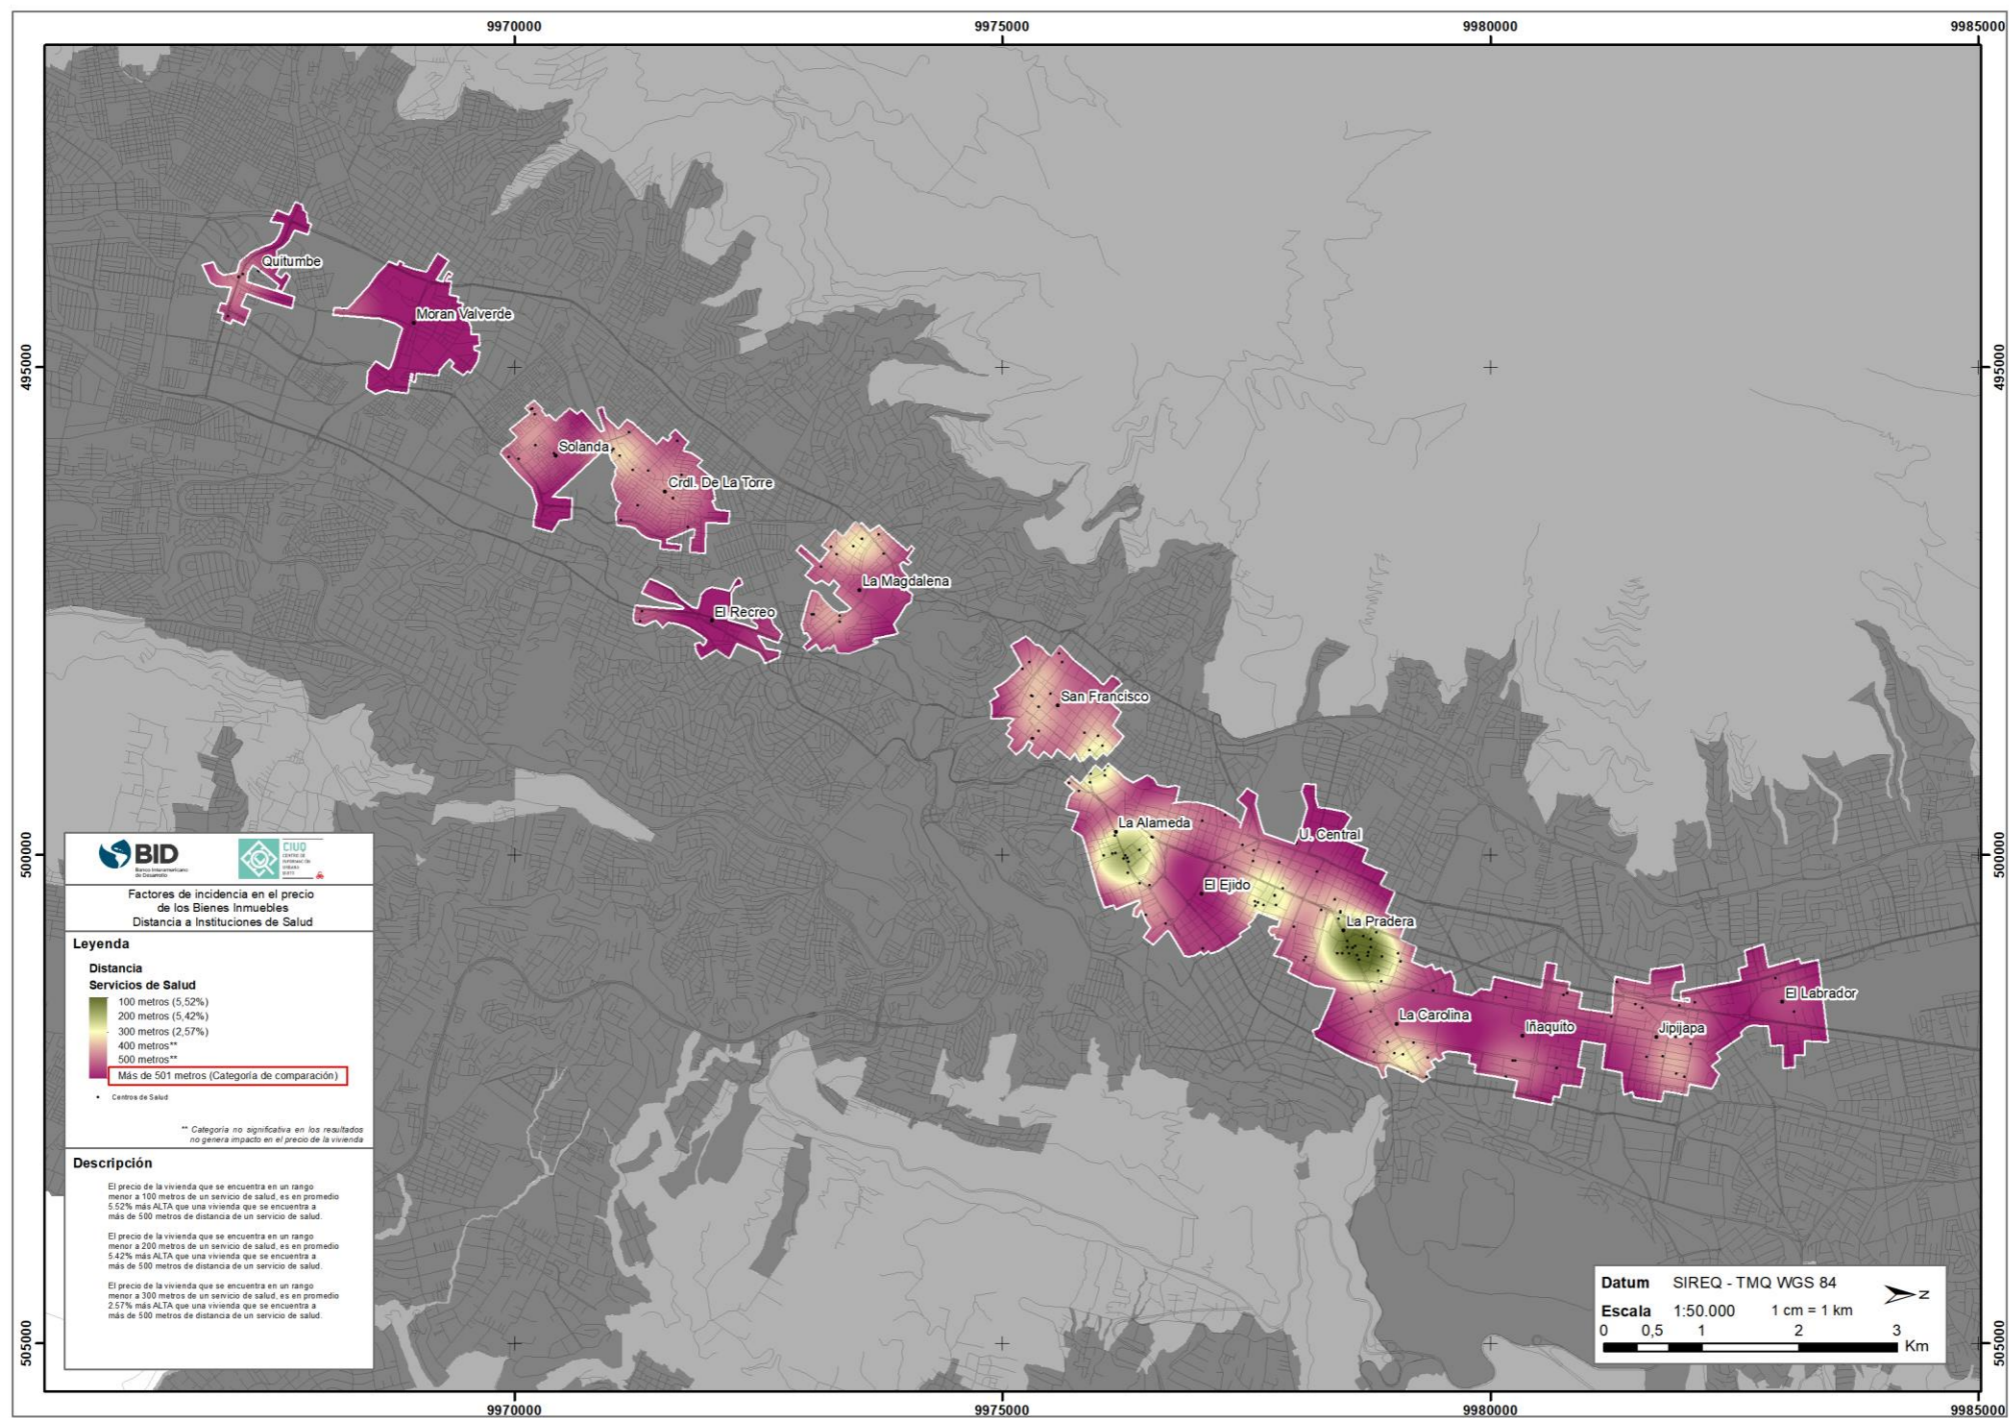 9970000
9975000
9980000
9985000
495000
495000
Quitumbe
Moran Valverde
Solanda
Crdl. De La Torre
La Magdalena
El Recreo
San Francisco
La Alameda
U. Central
El Ejido
La Pradera
La Carolina
Iñaquito
Jipijapa
El Labrador
500000
500000
BID
Banco Interamericano
de Desarrollo
CIUQ
CENTRO DE
INFORMACIÓN
URBANA
QUITO
Factores de incidencia en el precio
de los Bienes Inmuebles
Distancia a Instituciones de Salud
Leyenda
Distancia
Servicios de Salud
100 metros (5,52%)
200 metros (5,42%)
300 metros (2,57%)
400 metros**
500 metros**
Más de 501 metros (Categoría de comparación)
Centros de Salud
** Categoría no significativa en los resultados
no genera impacto en el precio de la vivienda
Descripción
El precio de la vivienda que se encuentra en un rango
menor a 100 metros de un servicio de salud, es en promedio
5.52% más ALTA que una vivienda que se encuentra a
más de 500 metros de distancia de un servicio de salud.
El precio de la vivienda que se encuentra en un rango
menor a 200 metros de un servicio de salud, es en promedio
5.42% más ALTA que una vivienda que se encuentra a
más de 500 metros de distancia de un servicio de salud.
El precio de la vivienda que se encuentra en un rango
menor a 300 metros de un servicio de salud, es en promedio
2.57% más ALTA que una vivienda que se encuentra a
más de 500 metros de distancia de un servicio de salud.
Datum SIREQ - TMQ WGS 84
Escala 1:50.000 1 cm = 1 km
N
0 0,5 1 2 3
Km
505000
505000
9970000
9975000
9980000
9985000